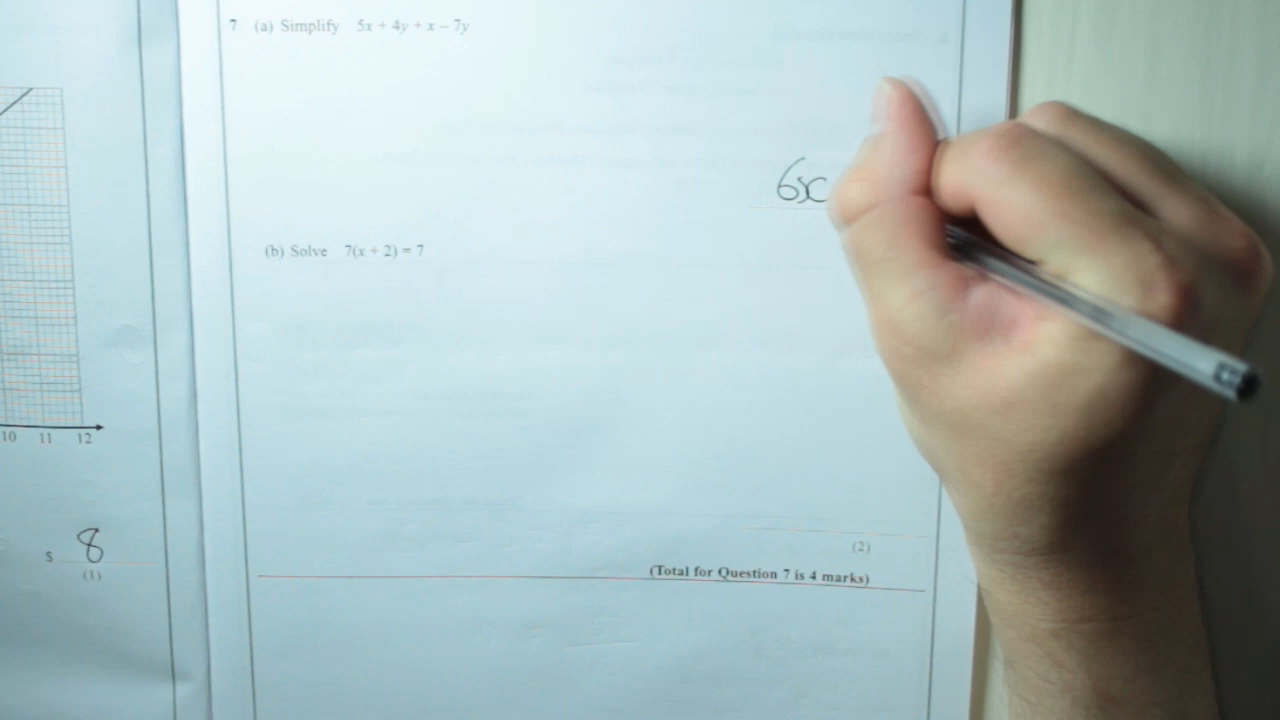 10 11 12
$ 8
(1)
7 (a) Simplify 5x + 4y + x – 7y
6x
(b) Solve 7(x + 2) = 7
(2)
(Total for Question 7 is 4 marks)